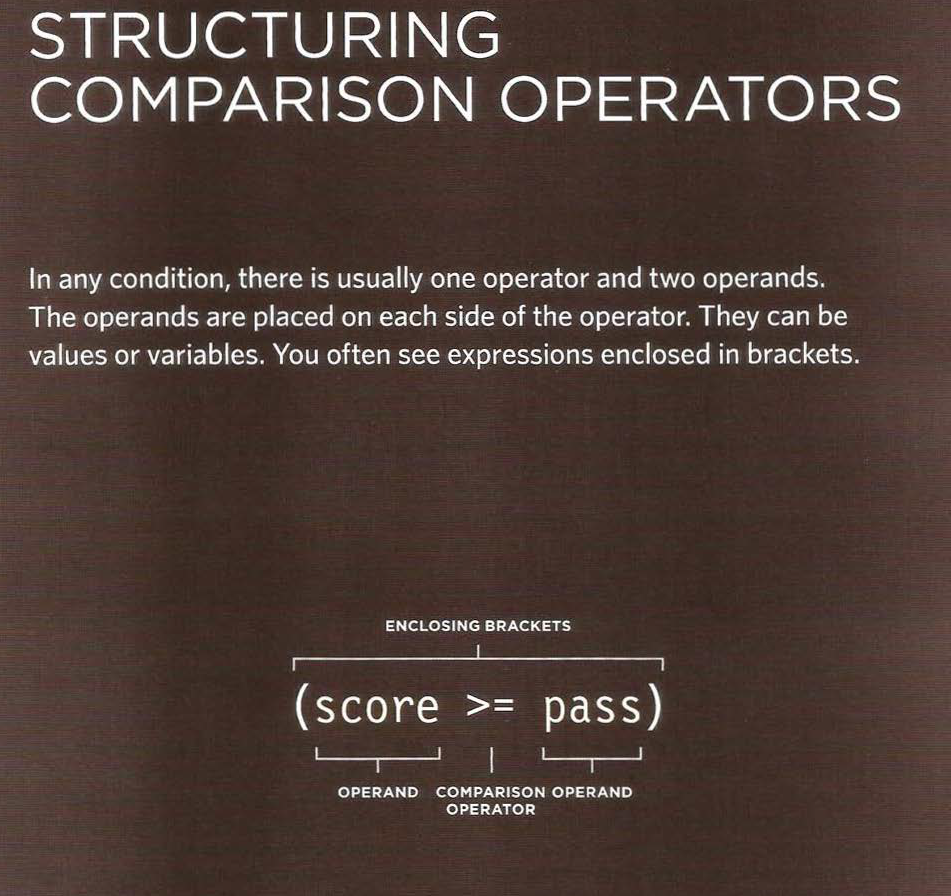 STRUCTURING
COMPARISON OPERATORS
In any condition, there is usually one operator and two operands.
The operands are placed on each side of the operator. They can be
values or variables. You often see expressions enclosed in brackets.
ENCLOSING BRACKETS
(score >= pass)
OPERAND COMPARISON OPERAND
OPERATOR